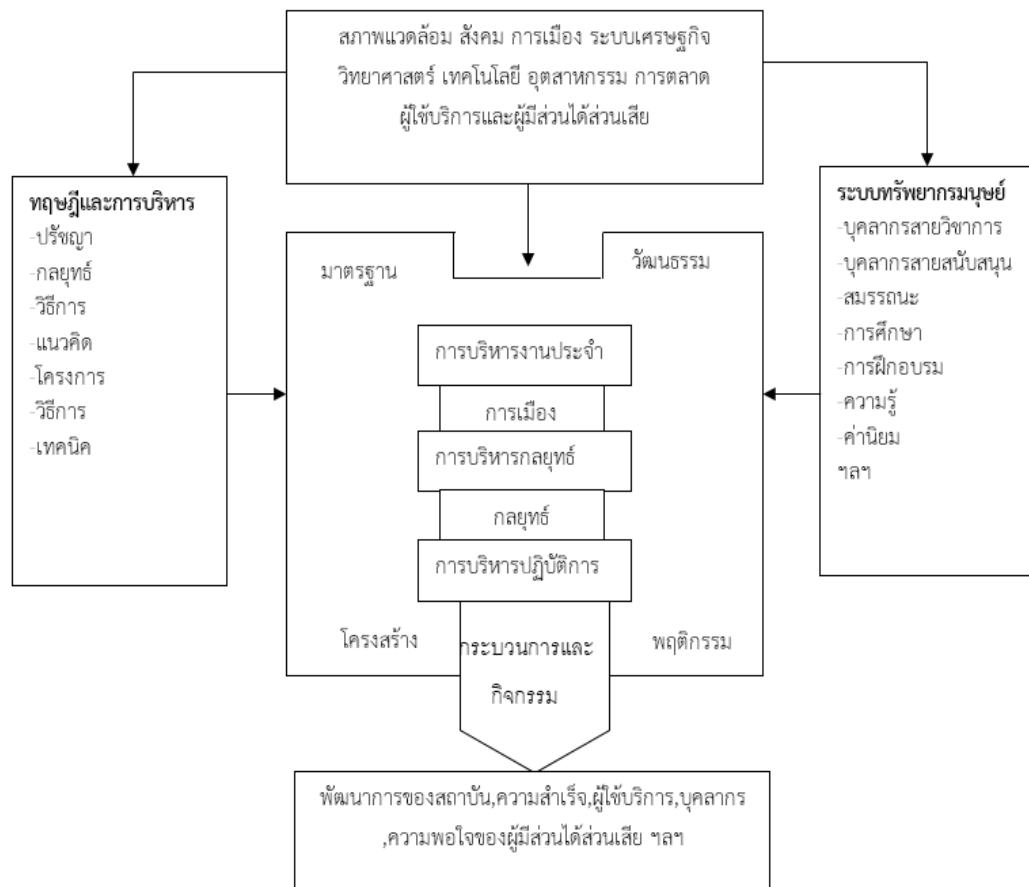 สภาพแวดล้อม สังคม การเมือง ระบบเศรษฐกิจ
วิทยาศาสตร์ เทคโนโลยี อุตสาหกรรม การตลาด
ผู้ใช้บริการและผู้มีส่วนได้ส่วนเสีย
ทฤษฎีและการบริหาร
-ปรัชญา
-กลยุทธ์
-วิธีการ
-แนวคิด
-โครงการ
-วิธีการ
-เทคนิค
มาตรฐาน
วัฒนธรรม
การบริหารงานประจำ
การเมือง
การบริหารกลยุทธ์
กลยุทธ์
การบริหารปฏิบัติการ
โครงสร้าง
กระบวนการและ
กิจกรรม
พฤติกรรม
ระบบทรัพยากรมนุษย์
-บุคลากรสายวิชาการ
-บุคลากรสายสนับสนุน
-สมรรถนะ
-การศึกษา
-การฝึกอบรม
-ความรู้
-ค่านิยม
ฯลฯ
พัฒนาการของสถาบัน,ความสำเร็จ,ผู้ใช้บริการ,บุคลากร
,ความพอใจของผู้มีส่วนได้ส่วนเสีย ฯลฯ